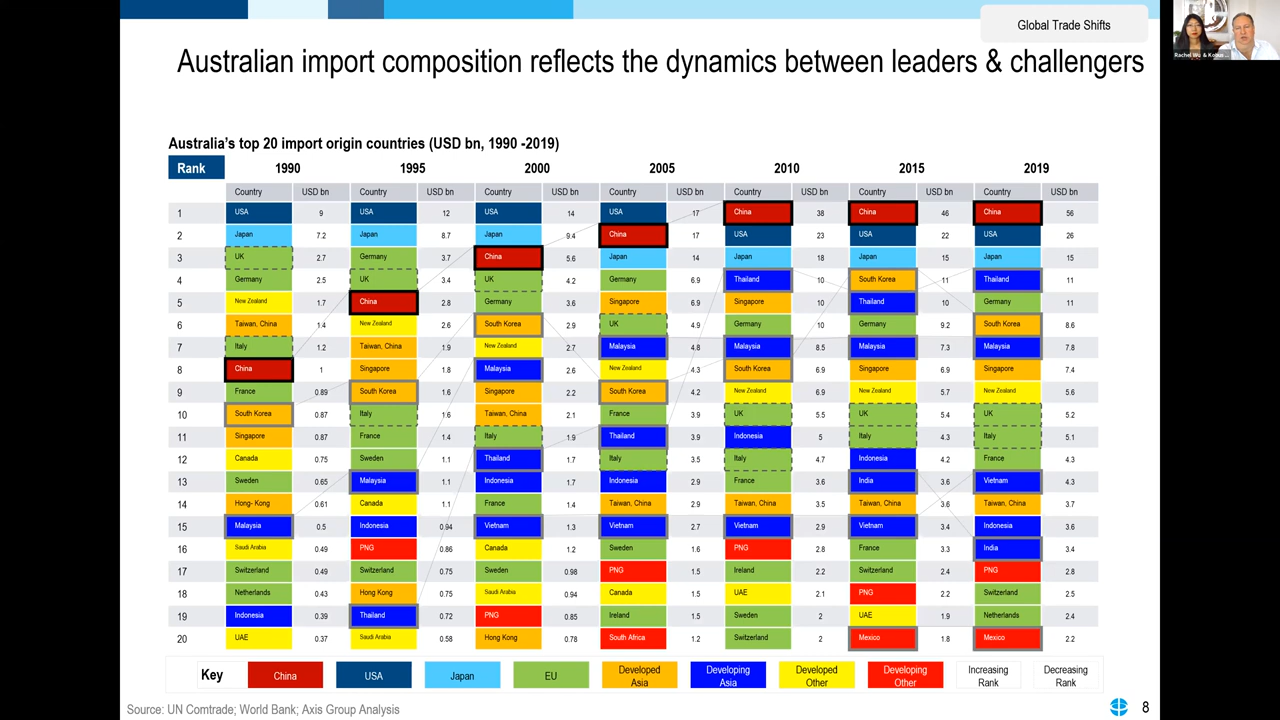 Global Trade Shifts
Rachel Wu & Kobus
Australian import composition reflects the dynamics between leaders & challengers
Australia's top 20 import origin countries (USD bn, 1990 -2019)
Rank 1990 1995 2000 2005 2010 2015 2019
Country USD bn Country USD bn Country USD bn Country USD bn Country USD bn Country USD bn Country USD bn
1 USA 9 USA 12 USA 14 USA 17 China 38 China 46 China 56
2 Japan 7.2 Japan 8.7 Japan 9.4 China 17 USA 23 USA 22 USA 26
3 UK 2.7 Germany 3.7 China 5.6 Japan 14 Japan 18 Japan 15 Japan 15
4 Germany 2.5 UK 3.4 UK 4.2 Germany 6.9 Thailand 10 South Korea 11 Thailand 11
5 New Zealand 1.7 China 2.8 Germany 3.6 Singapore 6.9 Singapore 10 Thailand 10 Germany 11
6 Taiwan, China 1.4 New Zealand 2.6 South Korea 2.9 UK 4.9 Germany 10 Germany 9.2 South Korea 8.6
7 Italy 1.2 Taiwan, China 1.9 New Zealand 2.7 Malaysia 4.8 Malaysia 8.5 Malaysia 7.3 Malaysia 7.8
8 China 1 Singapore 1.8 Malaysia 2.6 New Zealand 4.3 South Korea 6.9 Singapore 6.9 Singapore 7.4
9 France 0.89 South Korea 1.6 Singapore 2.2 South Korea 4.2 New Zealand 6.9 New Zealand 5.7 New Zealand 5.6
10 South Korea 0.87 Italy 1.6 Taiwan, China 2.1 France 3.9 UK 5.5 UK 5.4 UK 5.2
11 Singapore 0.87 France 1.4 Italy 1.9 Thailand 3.9 Indonesia 5 Italy 4.3 Italy 5.1
12 Canada 0.75 Sweden 1.1 Thailand 1.7 Italy 3.5 Italy 4.7 Indonesia 4.2 France 4.3
13 Sweden 0.65 Malaysia 1.1 Indonesia 1.7 Indonesia 2.9 France 3.6 India 3.6 Vietnam 4.3
14 Hong- Kong 0.61 Canada 1.1 France 1.4 Taiwan, China 2.9 Taiwan, China 3.5 Taiwan, China 3.6 Taiwan, China 3.7
15 Malaysia 0.5 Indonesia 0.94 Vietnam 1.3 Vietnam 2.7 Vietnam 2.9 Vietnam 3.4 Indonesia 3.6
16 Saudi Arabia 0.49 PNG 0.86 Canada 1.2 Sweden 1.6 PNG 2.8 France 3.3 India 3.4
17 Switzerland 0.49 Switzerland 0.75 Sweden 0.98 PNG 1.5 Ireland 2.2 Switzerland 2.4 PNG 2.8
18 Netherlands 0.43 Hong Kong 0.75 Saudi Arabia 0.94 Canada 1.5 UAE 2.1 PNG 2.2 Switzerland 2.5
19 Indonesia 0.39 Thailand 0.72 PNG 0.85 Ireland 1.5 Sweden 2 UAE 1.9 Netherlands 2.4
20 UAE 0.37 Saudi Arabia 0.58 Hong Kong 0.78 South Africa 1.2 Switzerland 2 Mexico 1.8 Mexico 2.2
Key China USA Japan EU Developed Asia Developing Asia Developed Other Developing Other Increasing Rank Decreasing Rank
Source: UN Comtrade; World Bank; Axis Group Analysis
8